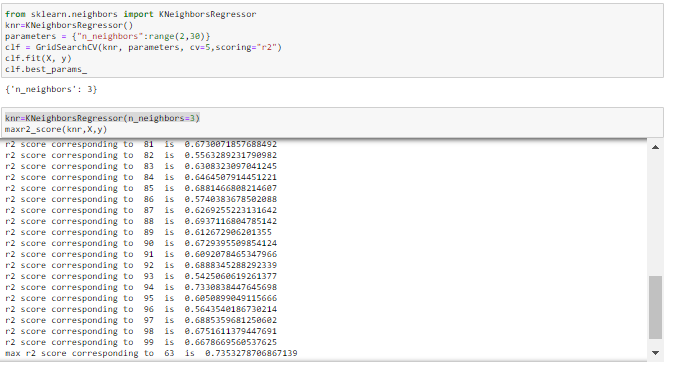 from sklearn.neighbors import KNeighborsRegressor
knr=KNeighborsRegressor()
parameters = {"n_neighbors":range(2,30)}
clf = GridSearchCV(knr, parameters, cv=5,scoring="r2")
clf.fit(X, y)
clf.best_params_
{'n_neighbors': 3}
knr=KNeighborsRegressor(n_neighbors=3)
maxr2_score(knr,X,y)
r2 score corresponding to 81 is 0.6730071857688492
r2 score corresponding to 82 is 0.5563289231790982
r2 score corresponding to 83 is 0.6308323097041245
r2 score corresponding to 84 is 0.6464507914451221
r2 score corresponding to 85 is 0.6881466808214607
r2 score corresponding to 86 is 0.5740383678502088
r2 score corresponding to 87 is 0.6269255223131642
r2 score corresponding to 88 is 0.6937116804785142
r2 score corresponding to 89 is 0.612672906201355
r2 score corresponding to 90 is 0.6729395509854124
r2 score corresponding to 91 is 0.6092078465347966
r2 score corresponding to 92 is 0.6888345288292339
r2 score corresponding to 93 is 0.5425060619261377
r2 score corresponding to 94 is 0.7330838447645698
r2 score corresponding to 95 is 0.6050899049115666
r2 score corresponding to 96 is 0.5643540186730214
r2 score corresponding to 97 is 0.6885359681250602
r2 score corresponding to 98 is 0.6751611379447691
r2 score corresponding to 99 is 0.6678669560537625
max r2 score corresponding to 63 is 0.7353278706867139